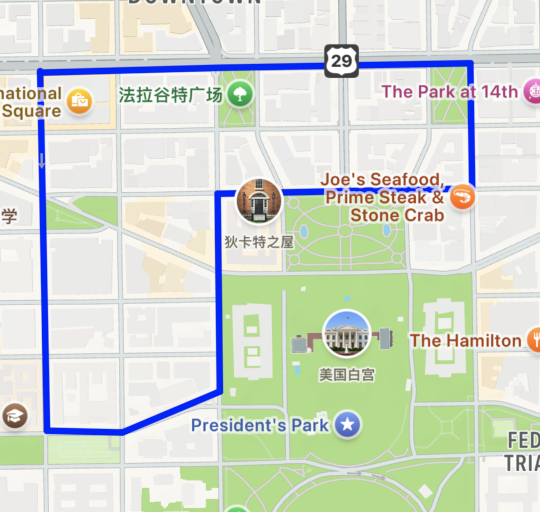 DOWNTOWN
29
national
Square
法拉谷特广场
The Park at 14th
Joe's Seafood,
Prime Steak &
Stone Crab
学
狄卡特之屋
The Hamilton
美国白宫
President's Park
FED
TRIA